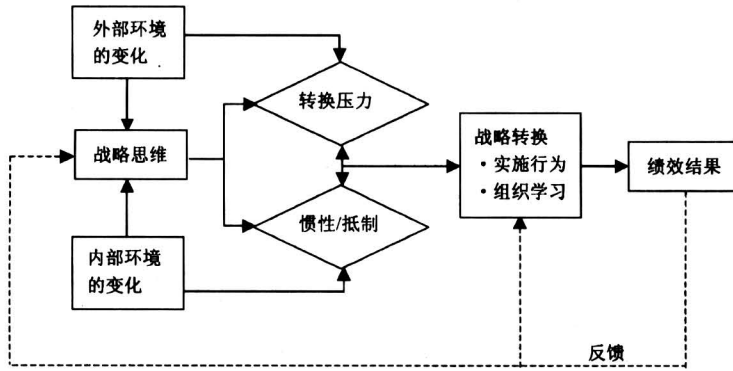 外部环境
的变化
转换压力
战略思维
战略转换
·实施行为
·组织学习
绩效结果
惯性/抵制
内部环境
的变化
反馈